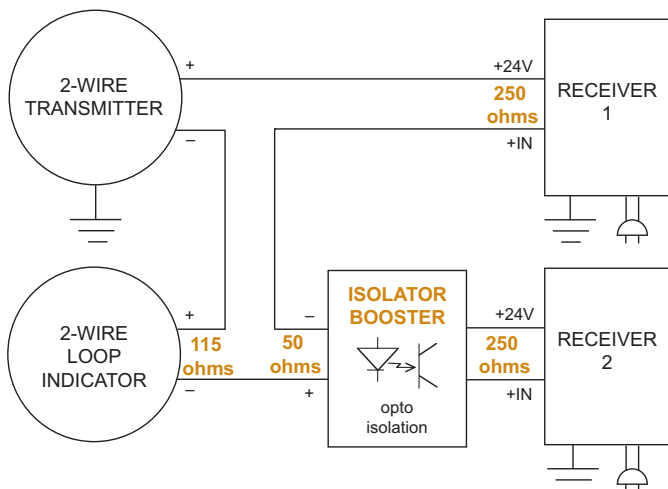 2-WIRE
TRANSMITTER
+
–
+24V
250
ohms
+IN
RECEIVER
1
2-WIRE
LOOP
INDICATOR
+
115
ohms
–
–
50
ohms
+
ISOLATOR
BOOSTER
opto
isolation
+24V
250
ohms
+IN
RECEIVER
2